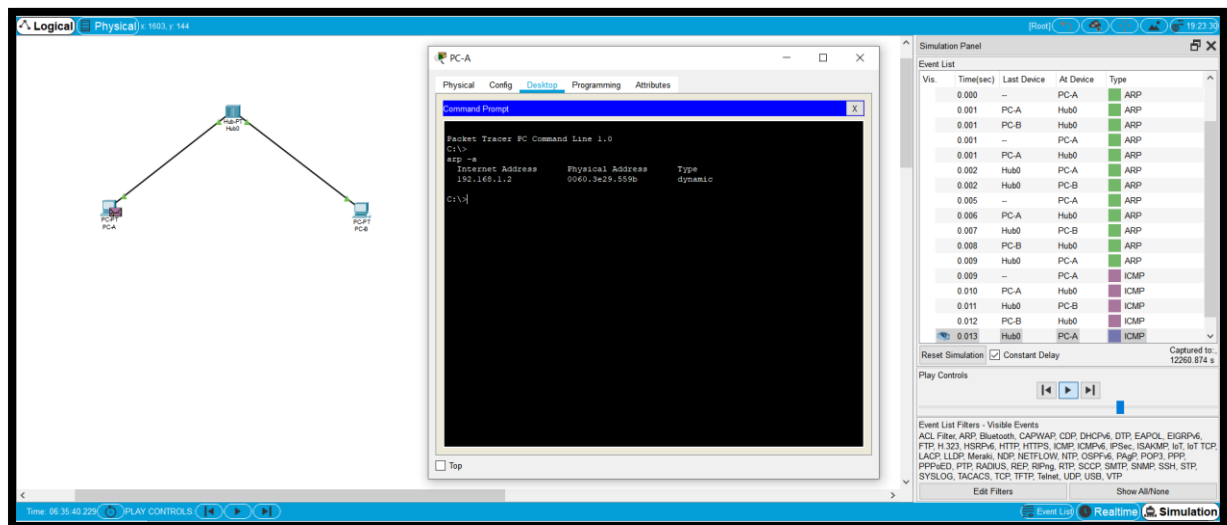 Logical Physical x: 1603, y: 144 [Root] 19:23:30
Hub-PT
Hub0
PC-PT
PC-A
PC-PT
PC-B
PC-A
Physical Config Desktop Programming Attributes
Command Prompt X
Packet Tracer PC Command Line 1.0
C:\>
arp -a
Internet Address Physical Address Type
192.168.1.2 0060.3e29.559b dynamic
C:\>
Top
Simulation Panel
Event List
Vis. Time(sec) Last Device At Device Type
0.000 -- PC-A ARP
0.001 PC-A Hub0 ARP
0.001 PC-B Hub0 ARP
0.001 -- PC-A ARP
0.001 PC-A Hub0 ARP
0.002 Hub0 PC-A ARP
0.002 Hub0 PC-B ARP
0.005 -- PC-A ARP
0.006 PC-A Hub0 ARP
0.007 Hub0 PC-B ARP
0.008 PC-B Hub0 ARP
0.009 Hub0 PC-A ARP
0.009 -- PC-A ICMP
0.010 PC-A Hub0 ICMP
0.011 Hub0 PC-B ICMP
0.012 PC-B Hub0 ICMP
0.013 Hub0 PC-A ICMP
Reset Simulation Constant Delay Captured to:
12260.874 s
Play Controls
Event List Filters - Visible Events
ACL Filter, ARP, Bluetooth, CAPWAP, CDP, DHCPv6, DTP, EAPOL, EIGRPv6,
FTP, H.323, HSRPv6, HTTP, HTTPS, ICMP, ICMPv6, IPSec, ISAKMP, IoT, IoT TCP,
LACP, LLDP, Meraki, NDP, NETFLOW, NTP, OSPFv6, PAgP, POP3, PPP,
PPPoED, PTP, RADIUS, REP, RIPng, RTP, SCCP, SMTP, SNMP, SSH, STP,
SYSLOG, TACACS, TCP, TFTP, Telnet, UDP, USB, VTP
Edit Filters Show All/None
Time: 06:35:40.229 PLAY CONTROLS: Event List Realtime Simulation